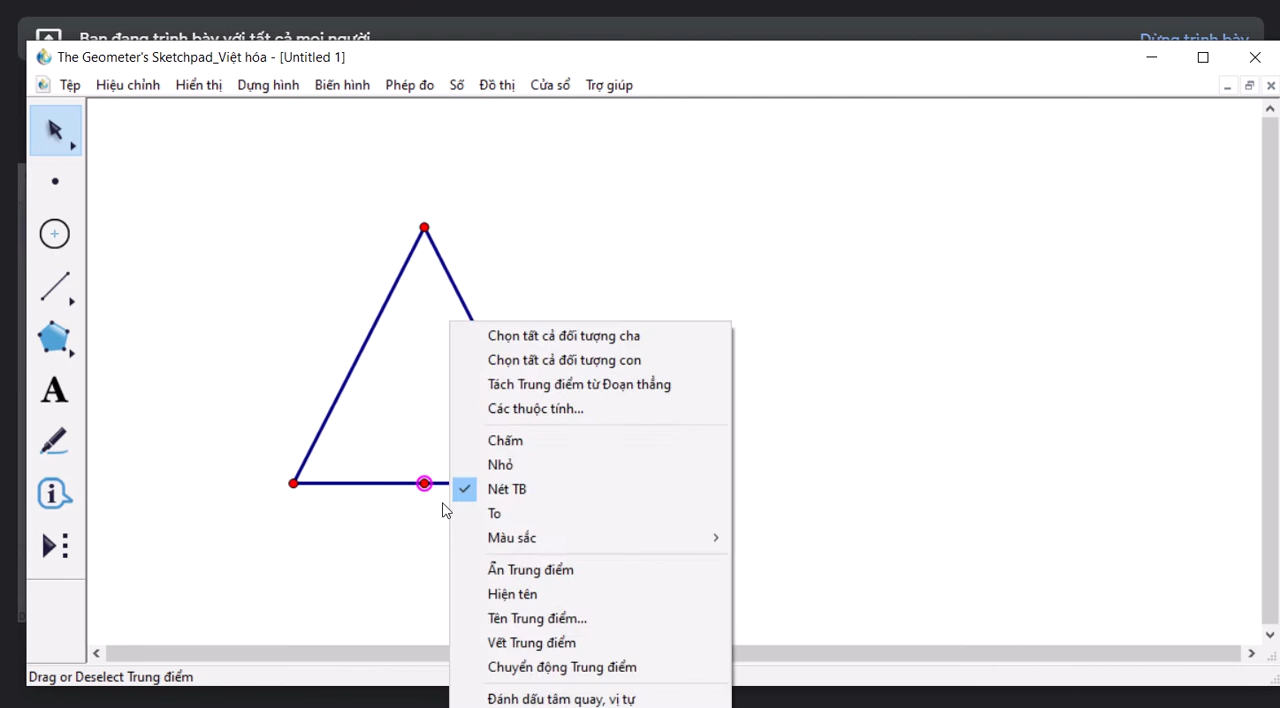 Bạn đang trình bày với tất cả mọi người
Dừng trình bày
The Geometer's Sketchpad_Việt hóa - [Untitled 1]
Tệp Hiệu chỉnh Hiển thị Dựng hình Biến hình Phép đo Số Đồ thị Cửa sổ Trợ giúp
A
Chọn tất cả đối tượng cha
Chọn tất cả đối tượng con
Tách Trung điểm từ Đoạn thẳng
Các thuộc tính...
Chấm
Nhỏ
Nét TB
To
Màu sắc
Ẩn Trung điểm
Hiện tên
Tên Trung điểm...
Vết Trung điểm
Chuyển động Trung điểm
Đánh dấu tâm quay, vị tự
Drag or Deselect Trung điểm